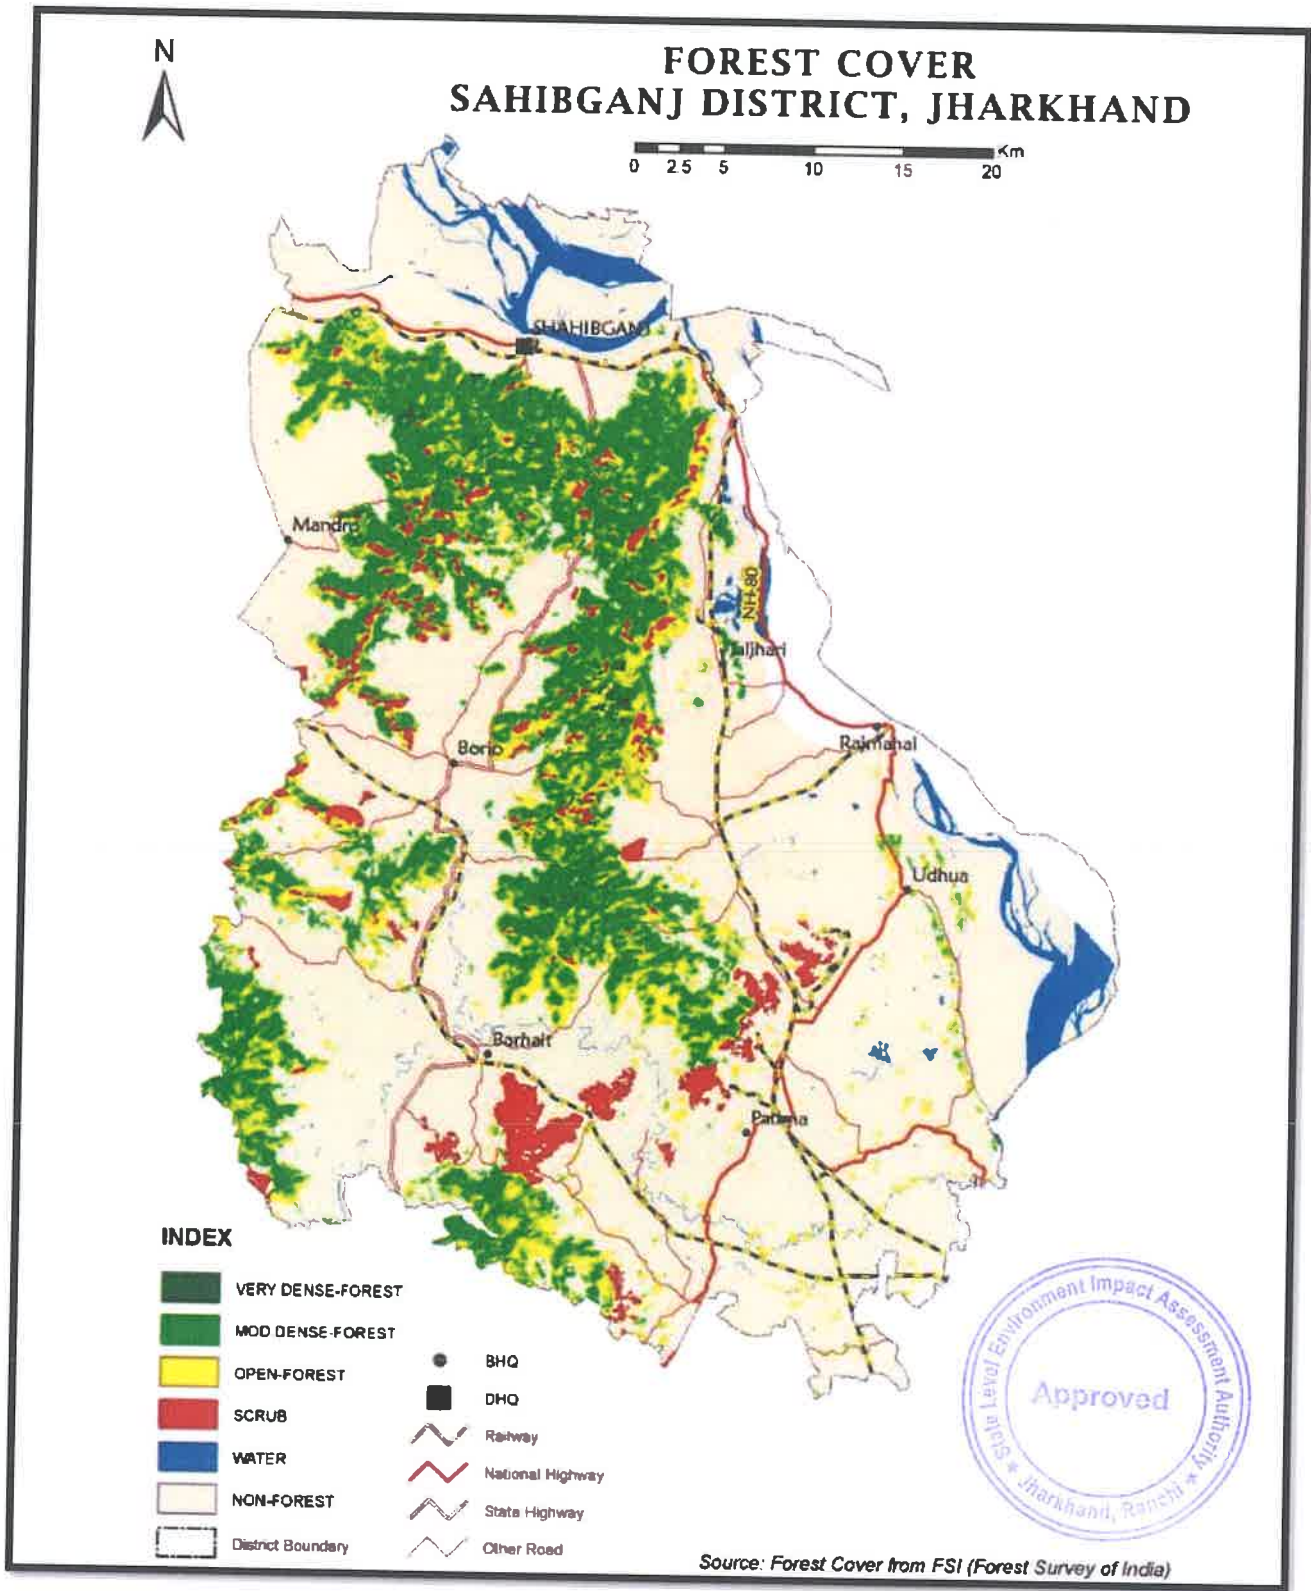 N
FOREST COVER
SAHIBGANJ DISTRICT, JHARKHAND
Km
0 2.5 5 10 15 20
SHAHIBGANJ
Mandro
NH-80
Taljhari
Borio
Rajmahal
Udhua
Barhait
Patna
INDEX
VERY DENSE-FOREST
MOD DENSE-FOREST
OPEN-FOREST
SCRUB
WATER
NON-FOREST
District Boundary
BHQ
DHQ
Railway
National Highway
State Highway
Other Road
State Level Environment Impact Assessment Authority
Approved
★ Jharkhand, Ranchi ★
Source: Forest Cover from FSI (Forest Survey of India)